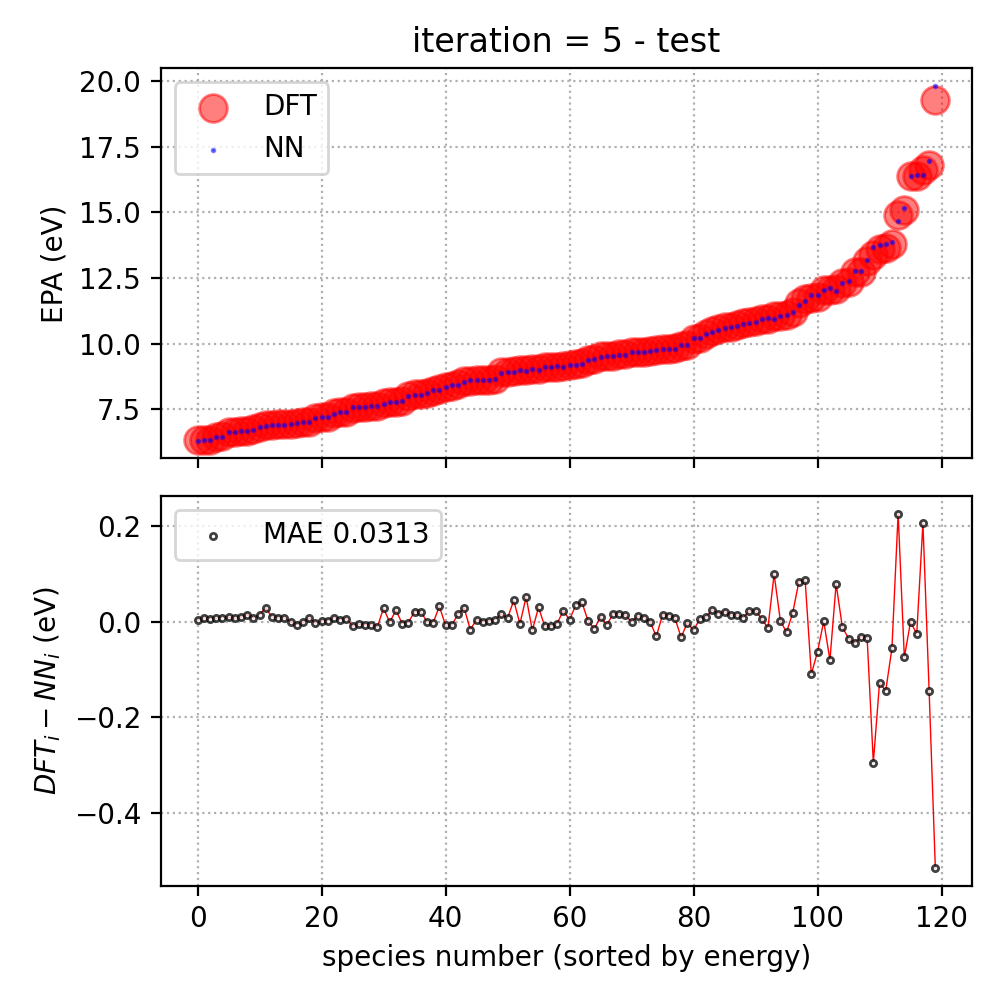 iteration = 5 - test
20.0
17.5
15.0
12.5
10.0
7.5
EPA (eV)
DFT
NN
0.2
0.0
−0.2
−0.4
DFT_i − NN_i (eV)
MAE 0.0313
0 20 40 60 80 100 120
species number (sorted by energy)